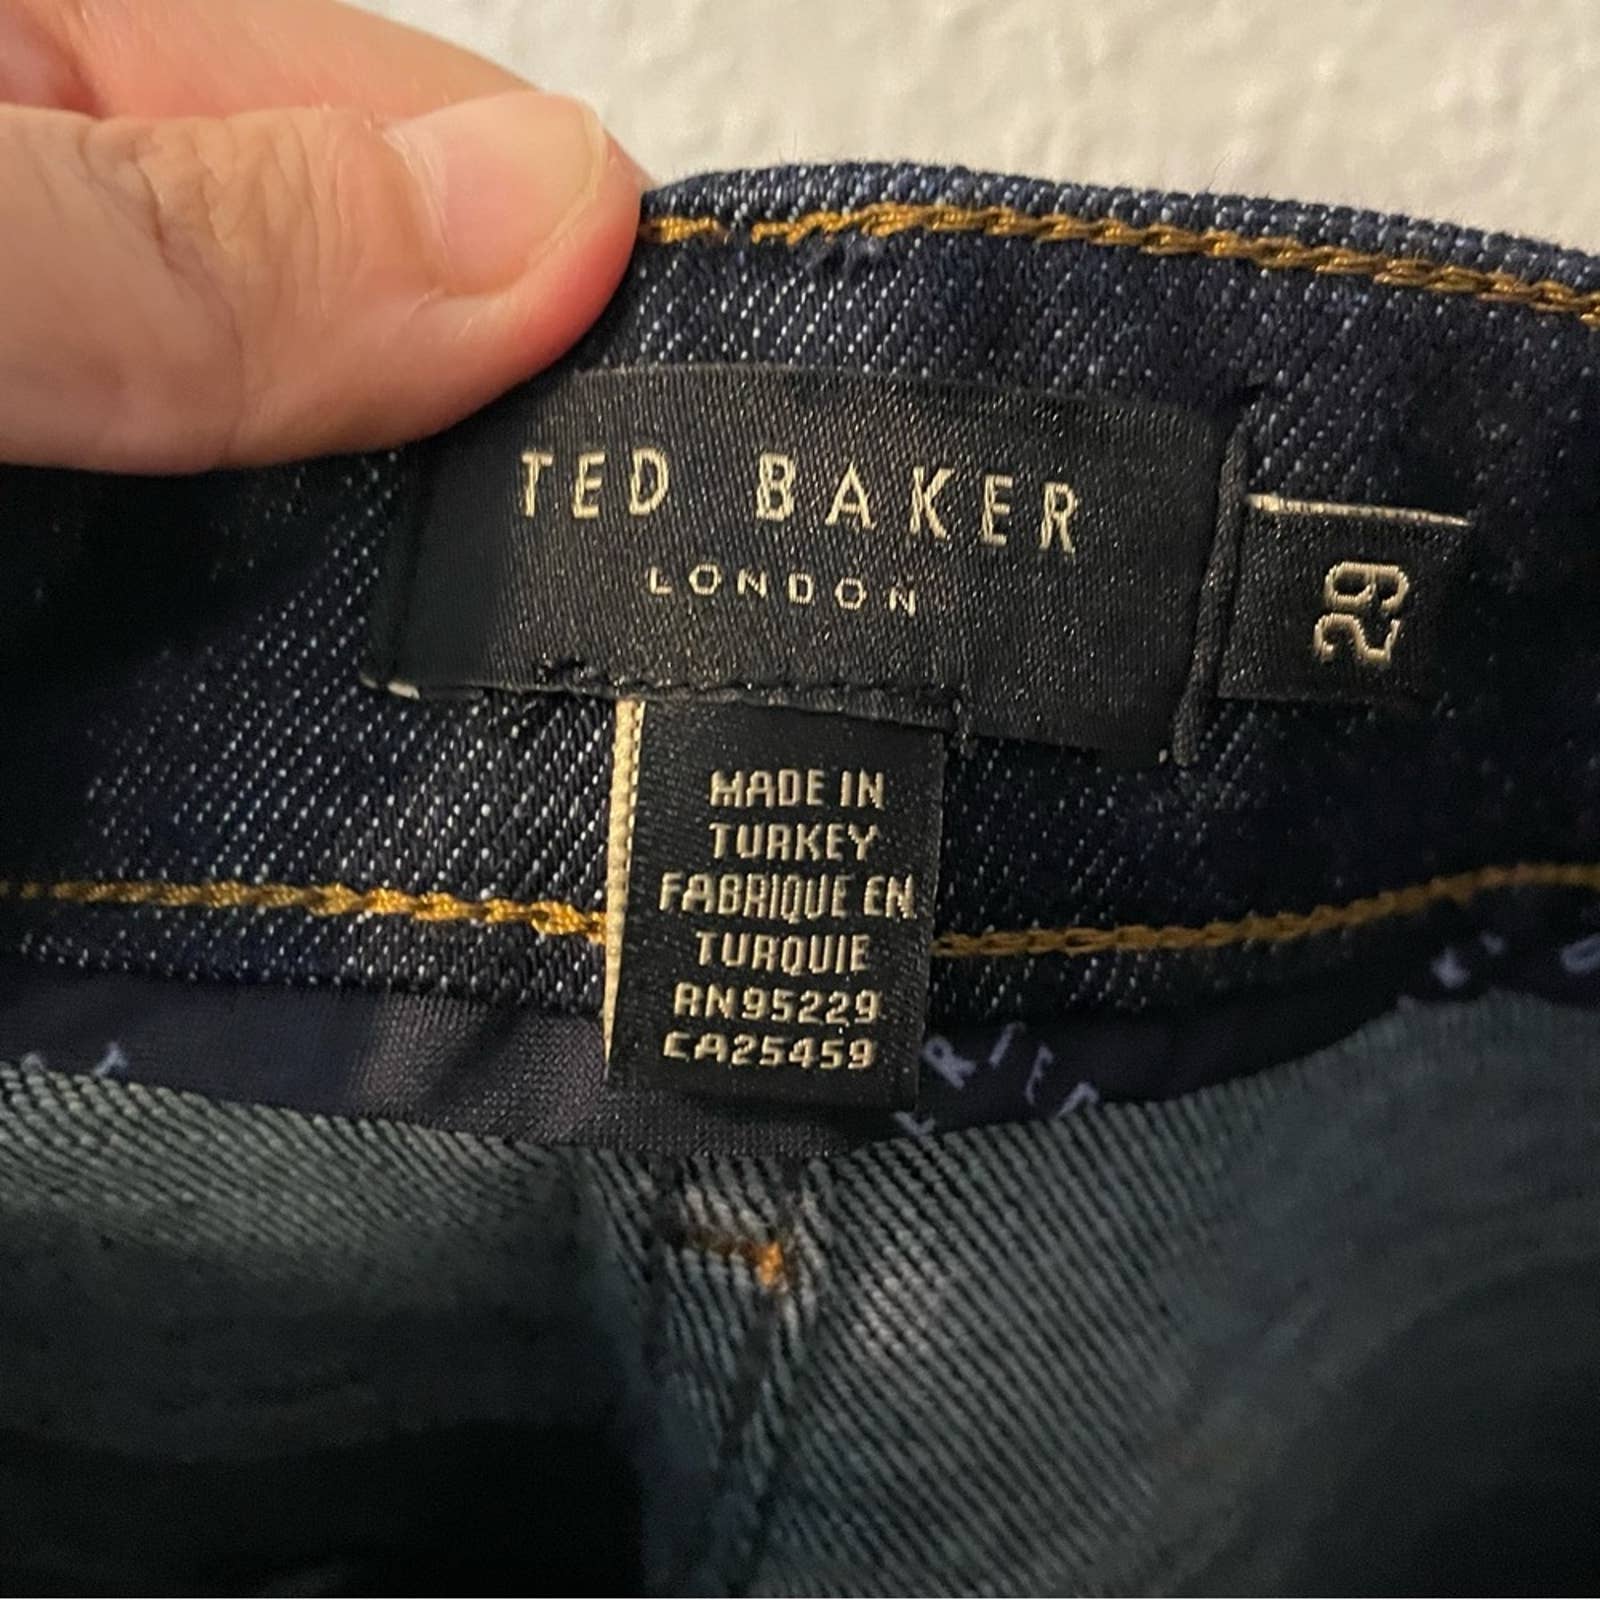 TED BAKER
LONDON
29
MADE IN
TURKEY
FABRIQUE EN
TURQUIE
RN95229
CA25459